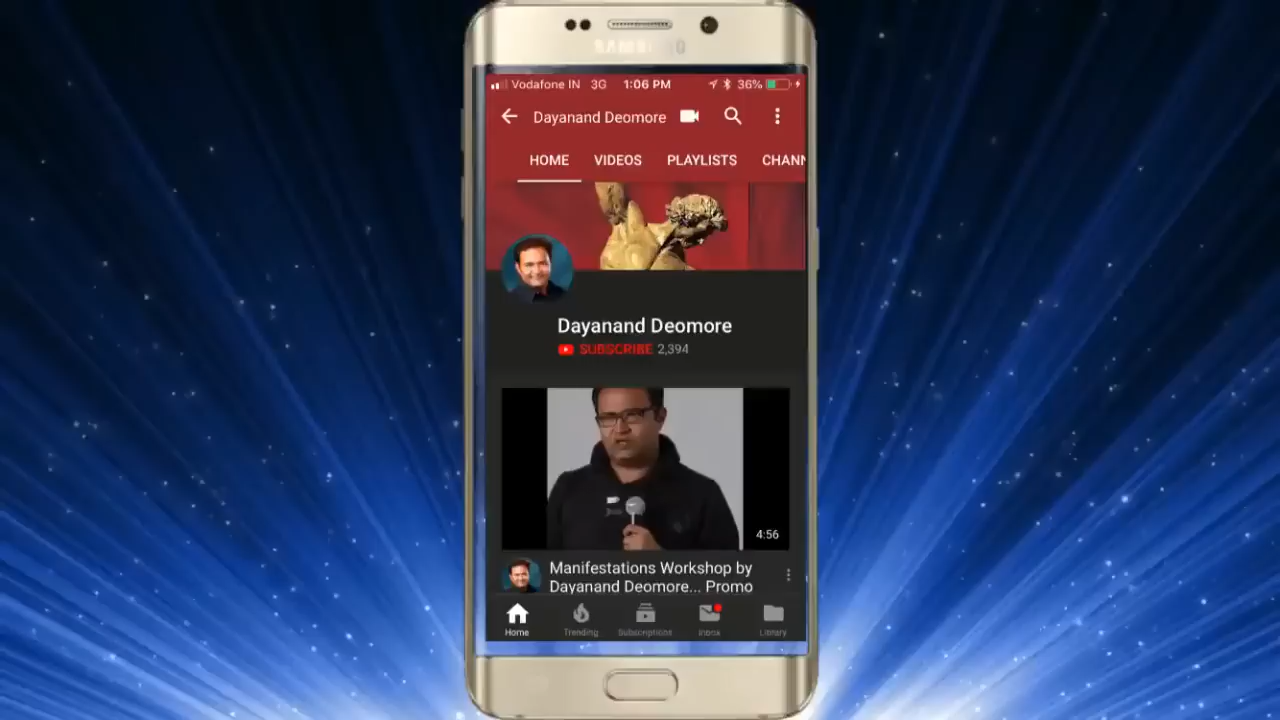 SAMSUNG
Vodafone IN 3G 1:06 PM 36%
Dayanand Deomore
HOME VIDEOS PLAYLISTS CHANN
Dayanand Deomore
SUBSCRIBE 2,394
4:56
Manifestations Workshop by
Dayanand Deomore... Promo
Home Trending Subscriptions Inbox Library